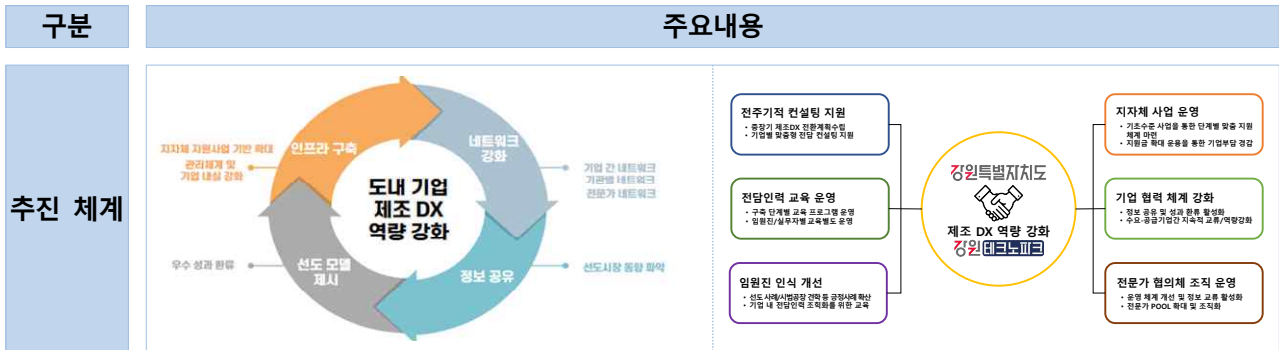 구분
주요내용
추진 체계
지자체 지원사업 기반 확대
관리체계 및
기업 내실 강화
인프라 구축
네트워크
강화
기업 간 네트워크
기관별 네트워크
전문가 네트워크
도내 기업
제조 DX
역량 강화
우수 성과 환류
선도 모델
제시
정보 공유
선도시장 동향 파악
전주기적 컨설팅 지원
• 중장기 제조DX 전환계획수립
• 기업별 맞춤형 전담 컨설팅 지원
전담인력 교육 운영
• 구축 단계별 교육 프로그램 운영
• 임원진/실무자별 교육별도 운영
임원진 인식 개선
• 선도 사례/시범공장 견학 등 긍정사례 확산
• 기업 내 전담인력 조직화를 위한 교육
강원특별자치도
제조 DX 역량 강화
강원테크노파크
지자체 사업 운영
• 기초수준 사업을 통한 단계별 맞춤 지원
체계 마련
• 지원금 확대 운용을 통한 기업부담 경감
기업 협력 체계 강화
• 정보 공유 및 성과 환류 활성화
• 수요-공급기업간 지속적 교류/역량강화
전문가 협의체 조직 운영
• 운영 체계 개선 및 정보 교류 활성화
• 전문가 POOL 확대 및 조직화